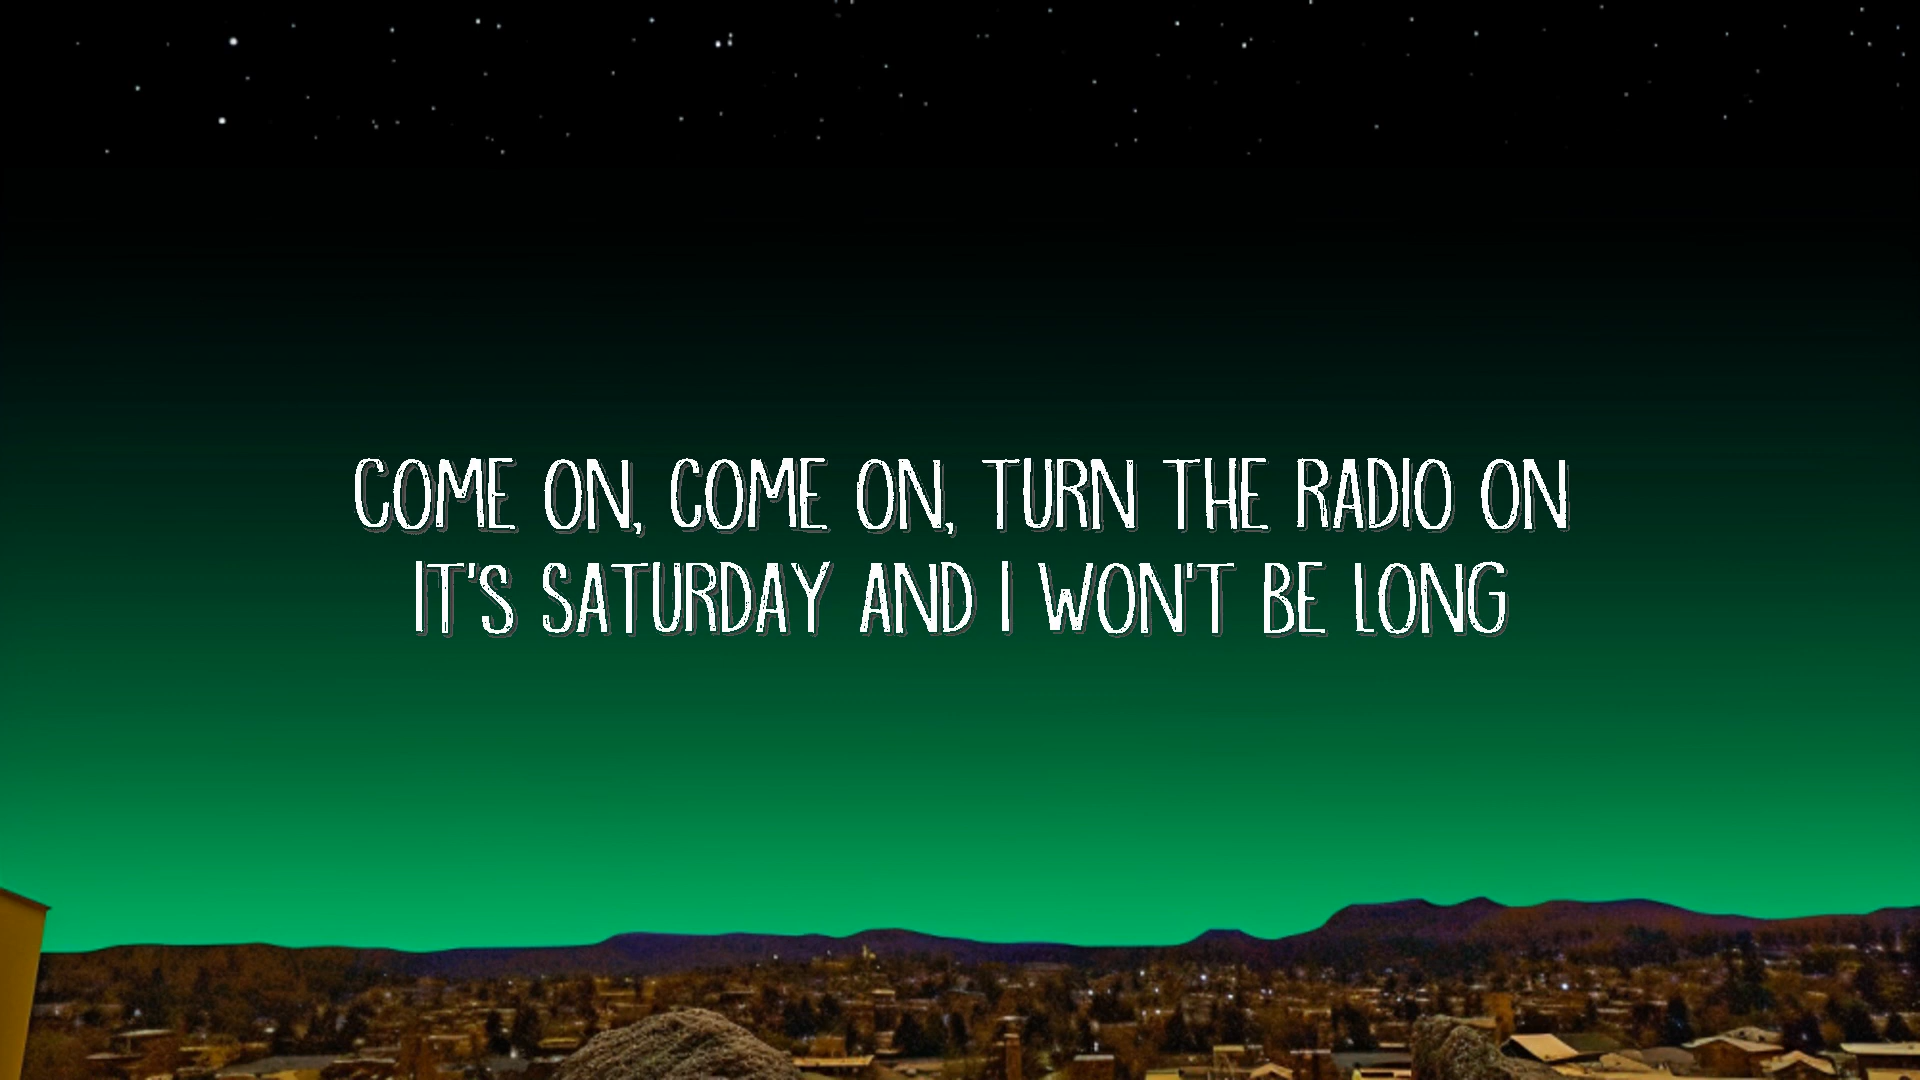 COME ON, COME ON, TURN THE RADIO ON
IT'S SATURDAY AND I WON'T BE LONG